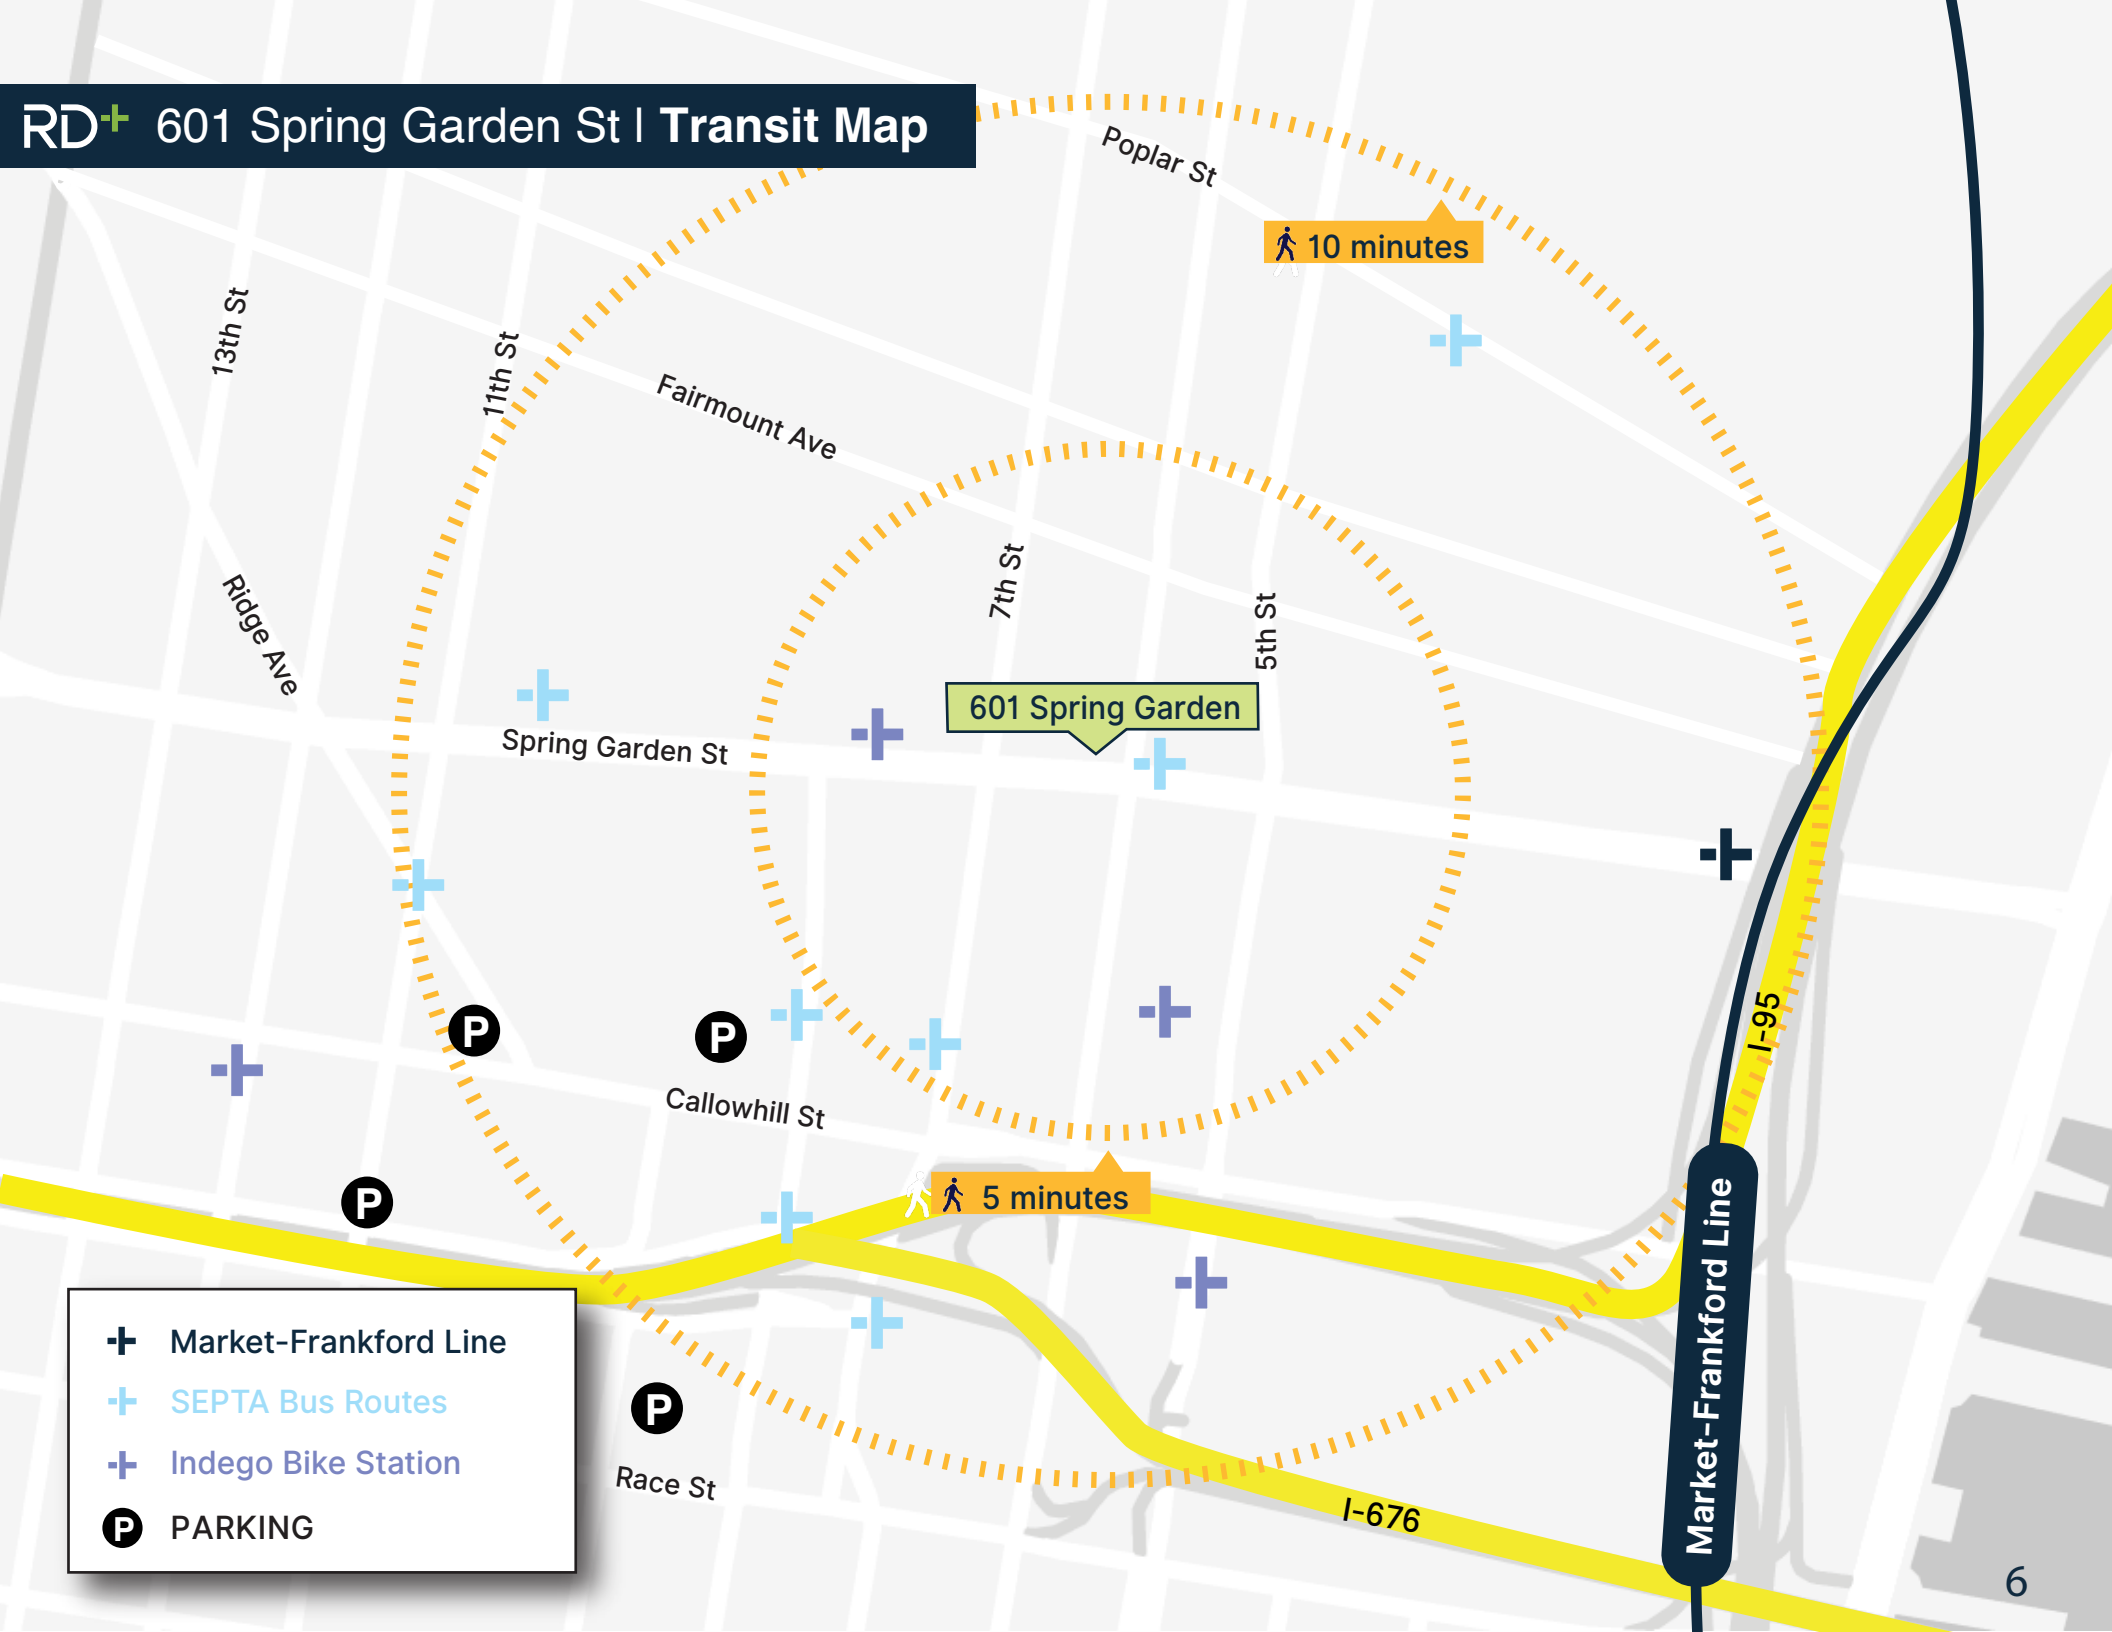 RD+ 601 Spring Garden St | Transit Map
Poplar St
10 minutes
13th St
11th St
Fairmount Ave
7th St
5th St
Ridge Ave
601 Spring Garden
Spring Garden St
I-95
P
P
Callowhill St
P
5 minutes
Market-Frankford Line
Market-Frankford Line
SEPTA Bus Routes
Indego Bike Station
P PARKING
P
Race St
I-676
6